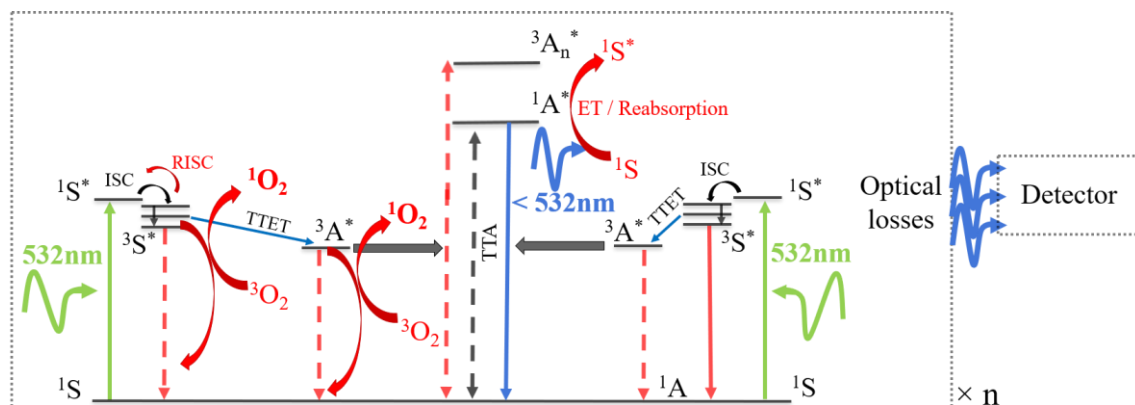 ³Aₙ*
¹S*
¹A*
ET / Reabsorption
¹S
< 532nm
TTA
¹S*
ISC
RISC
³S*
¹O₂
TTET
³O₂
532nm
¹S
³A*
¹O₂
³O₂
³A*
TTET
ISC
¹S*
³S*
532nm
¹A
¹S
× n
Optical
losses
Detector